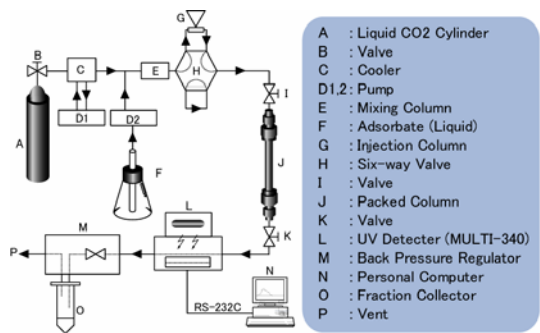 G
B
C
E
H
I
D1
D2
A
F
J
L
K
M
P
N
RS-232C
O
A : Liquid CO2 Cylinder
B : Valve
C : Cooler
D1,2: Pump
E : Mixing Column
F : Adsorbate (Liquid)
G : Injection Column
H : Six-way Valve
I : Valve
J : Packed Column
K : Valve
L : UV Detecter (MULTI-340)
M : Back Pressure Regulator
N : Personal Computer
O : Fraction Collector
P : Vent